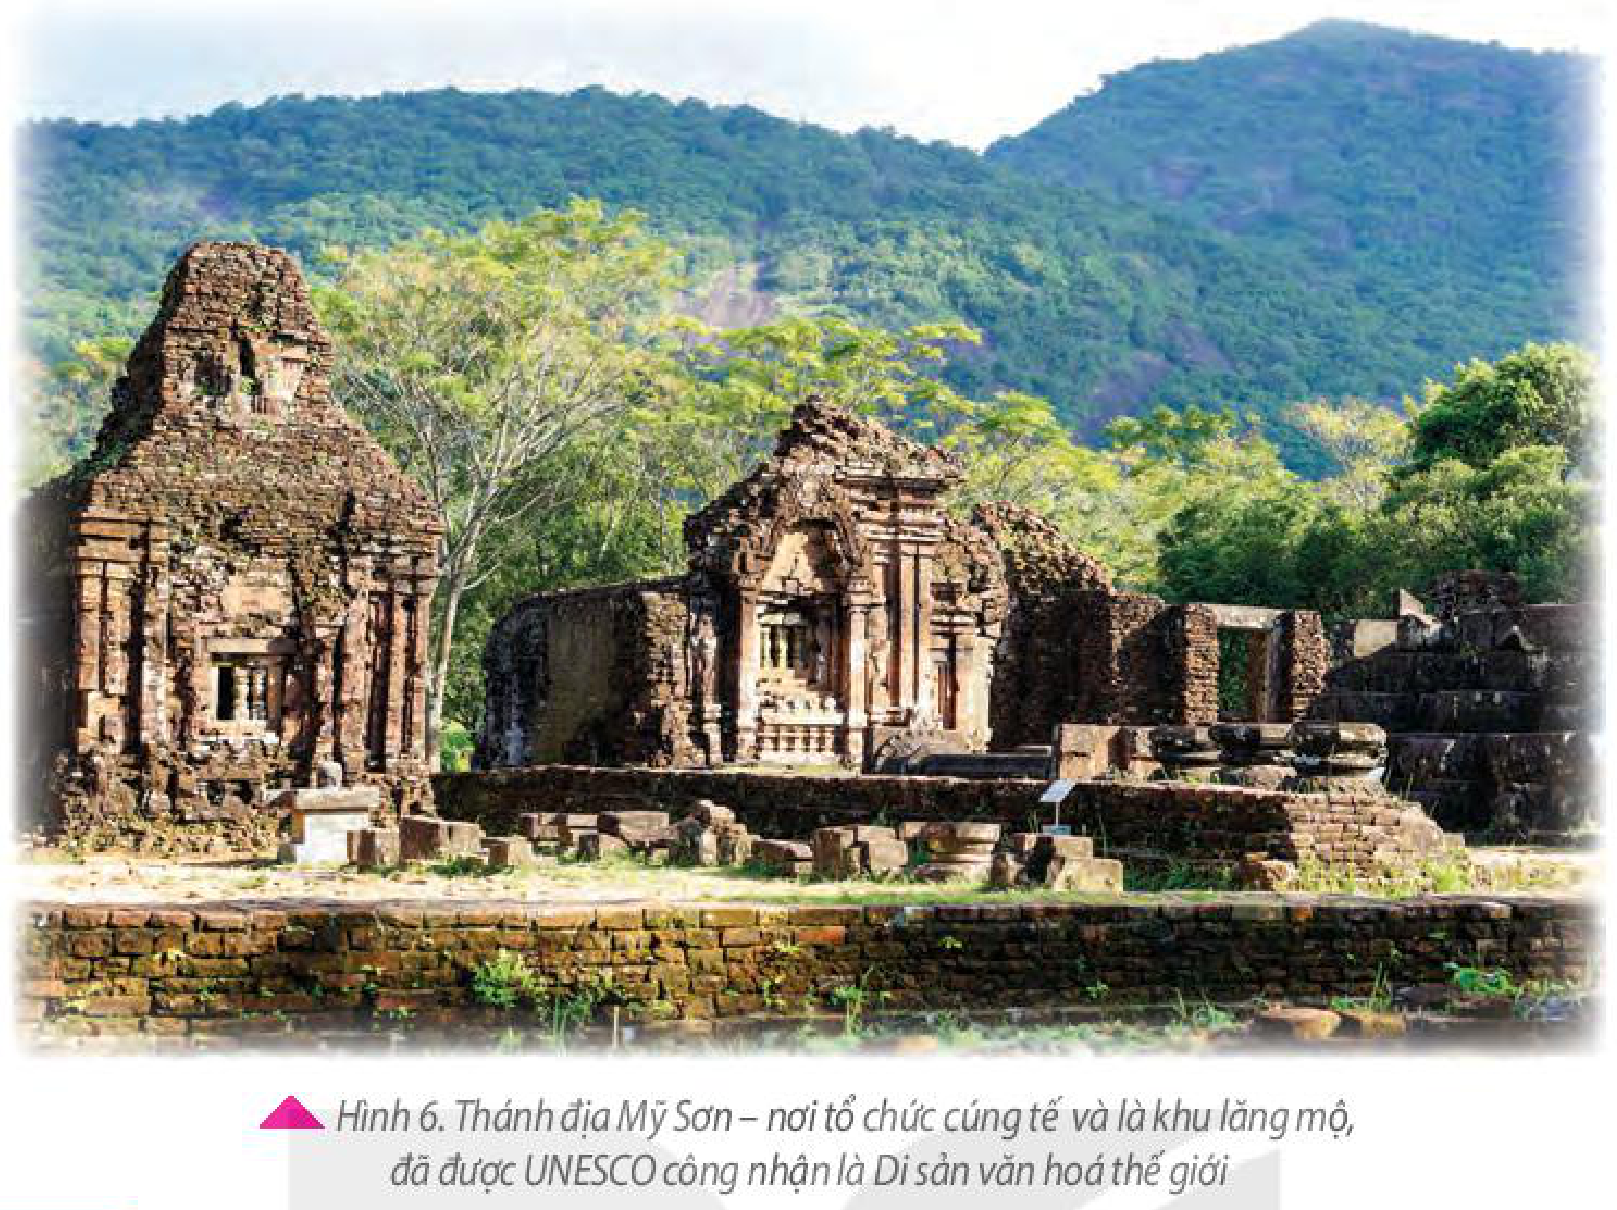 Hình 6. Thánh địa Mỹ Sơn – nơi tổ chức cúng tế và là khu lăng mộ,
đã được UNESCO công nhận là Di sản văn hoá thế giới